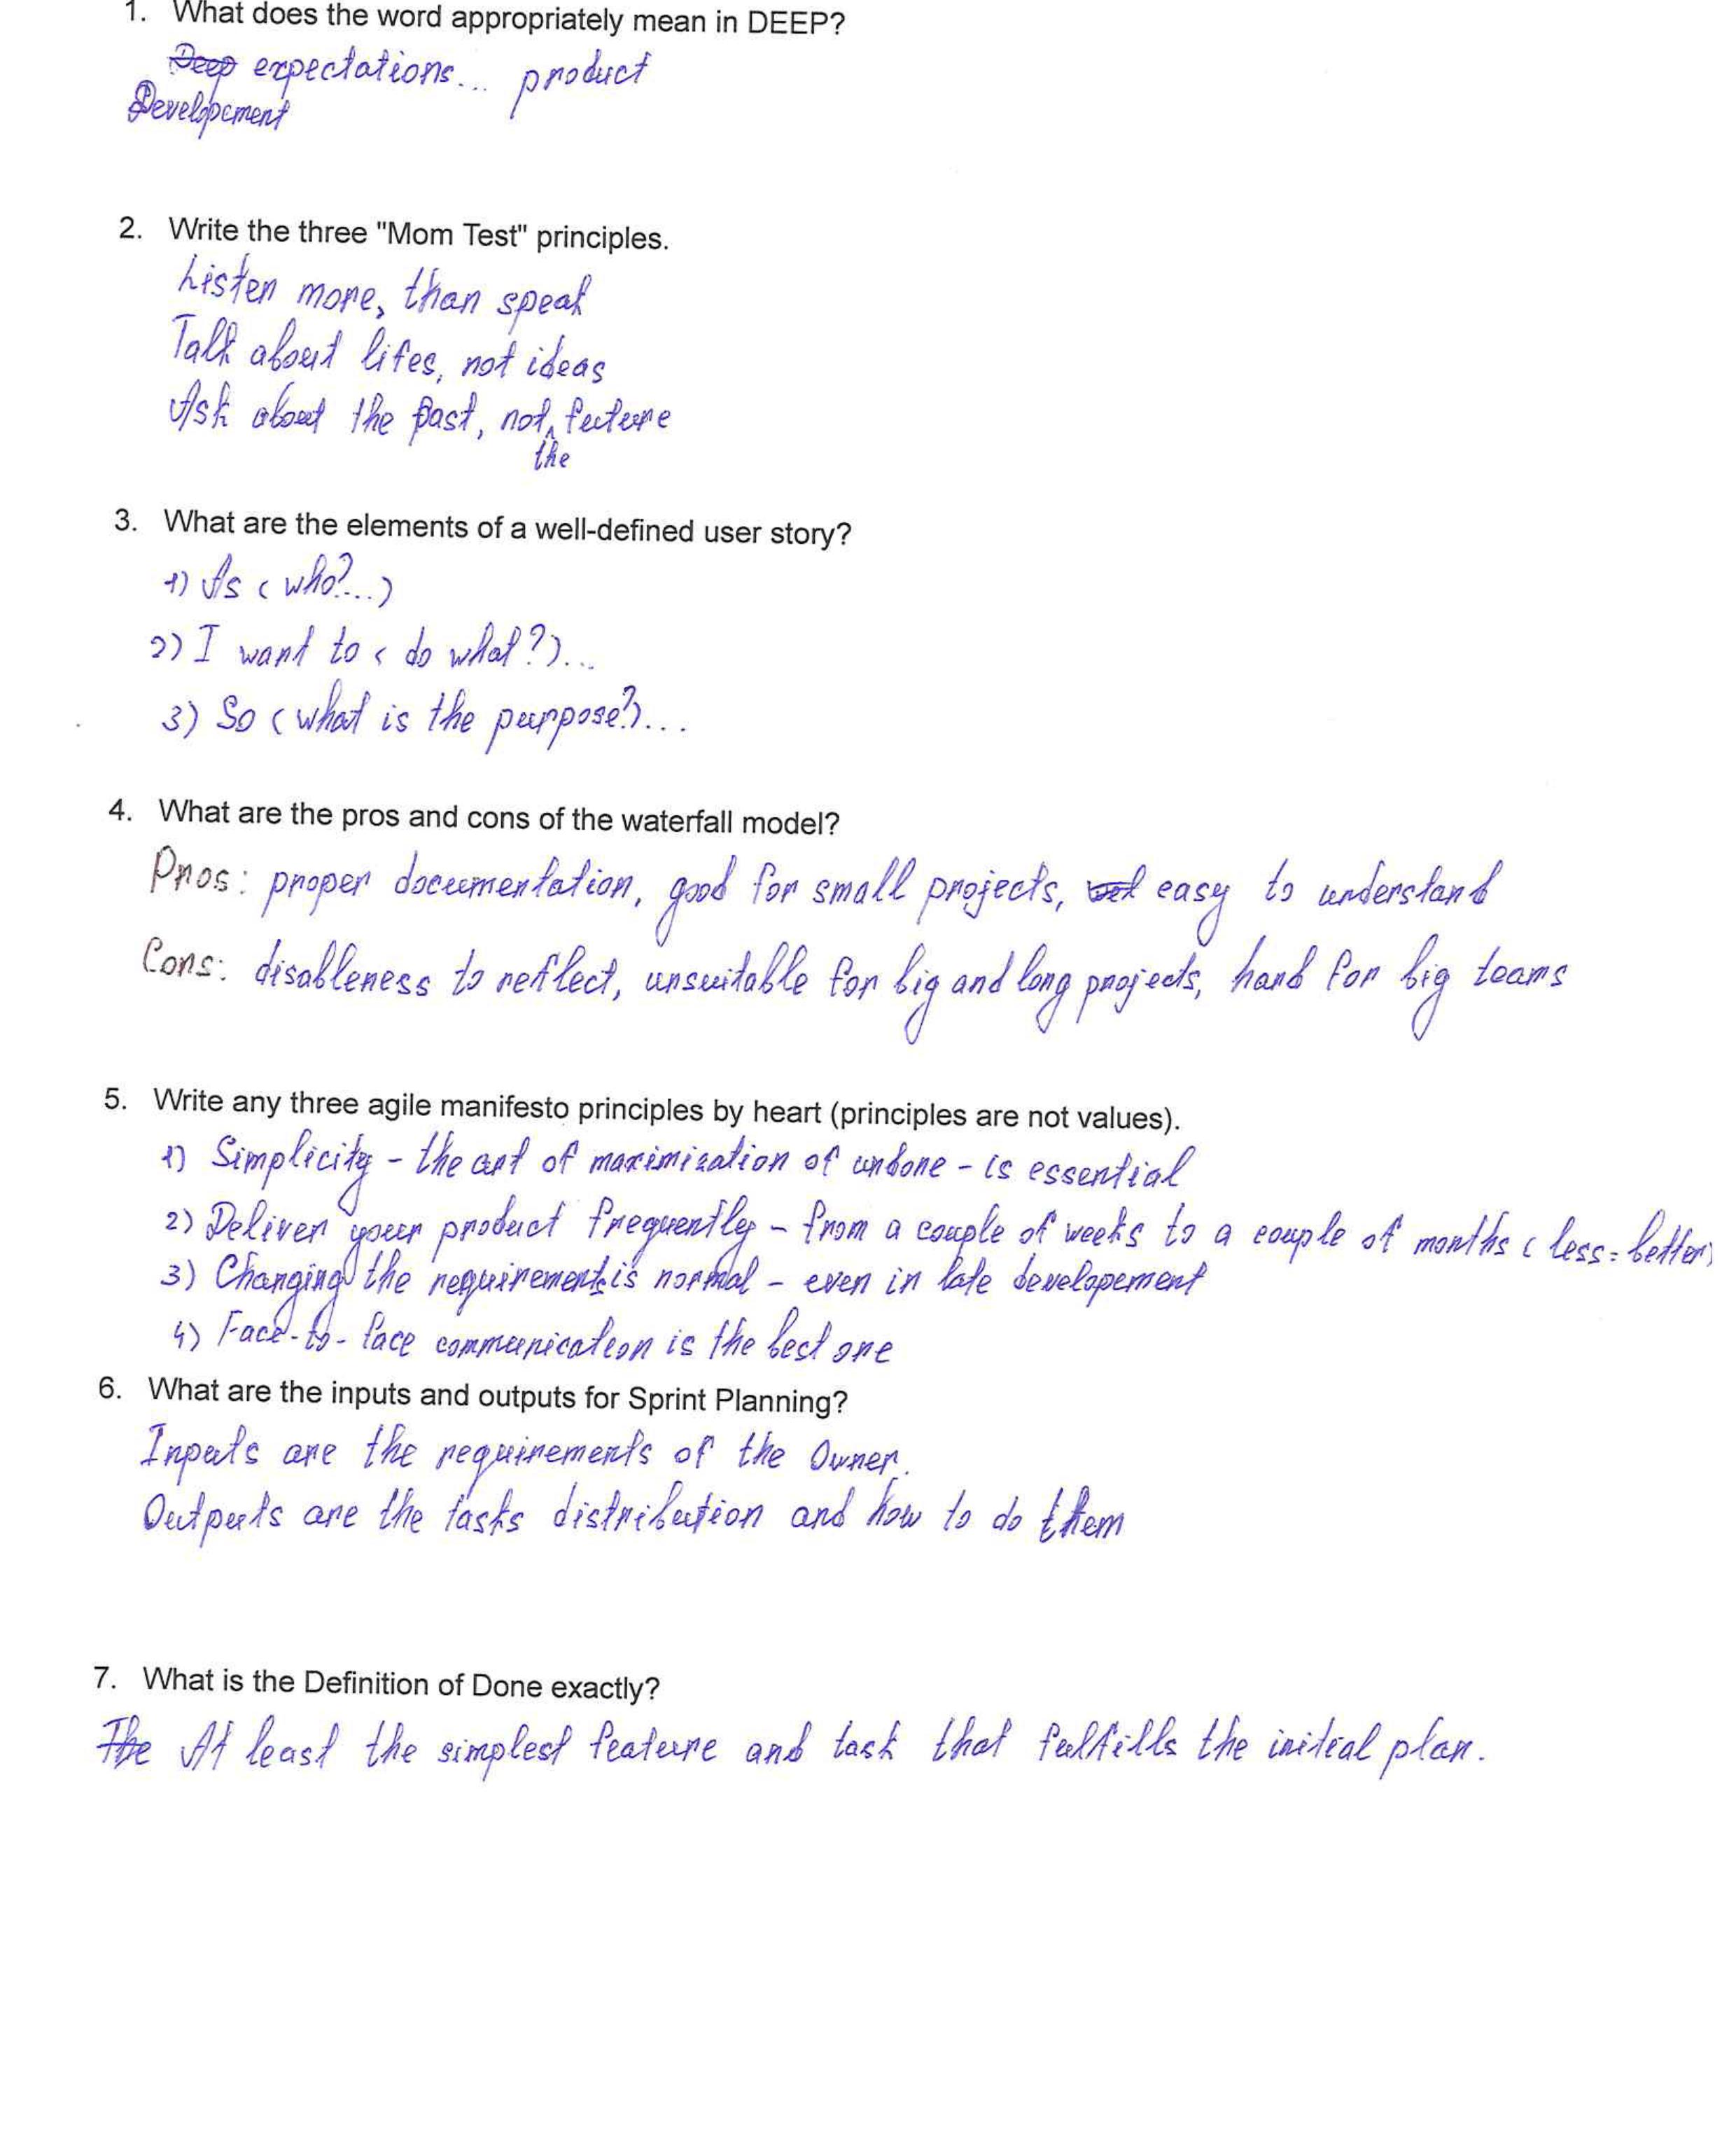 1. What does the word appropriately mean in DEEP?
Deep expectations... product
Developement
2. Write the three "Mom Test" principles.
Listen more, than speak
Talk about lifes, not ideas
Ask about the past, not future
the
3. What are the elements of a well-defined user story?
1) As (who?...)
2) I want to (do what?)...
3) So (what is the purpose?)...
4. What are the pros and cons of the waterfall model?
Pros: proper documentation, good for small projects, easy to understand
Cons: disableness to reflect, unsuitable for big and long projects, hard for big teams
5. Write any three agile manifesto principles by heart (principles are not values).
1) Simplicity - the art of maximization of undone - is essential
2) Deliver your product frequently - from a couple of weeks to a couple of months (less = better)
3) Changing the requirement is normal - even in late developement
4) Face-to-face communication is the best one
6. What are the inputs and outputs for Sprint Planning?
Inputs are the requirements of the Owner.
Outputs are the tasks distribution and how to do them
7. What is the Definition of Done exactly?
The At least the simplest feature and task that fulfills the initial plan.